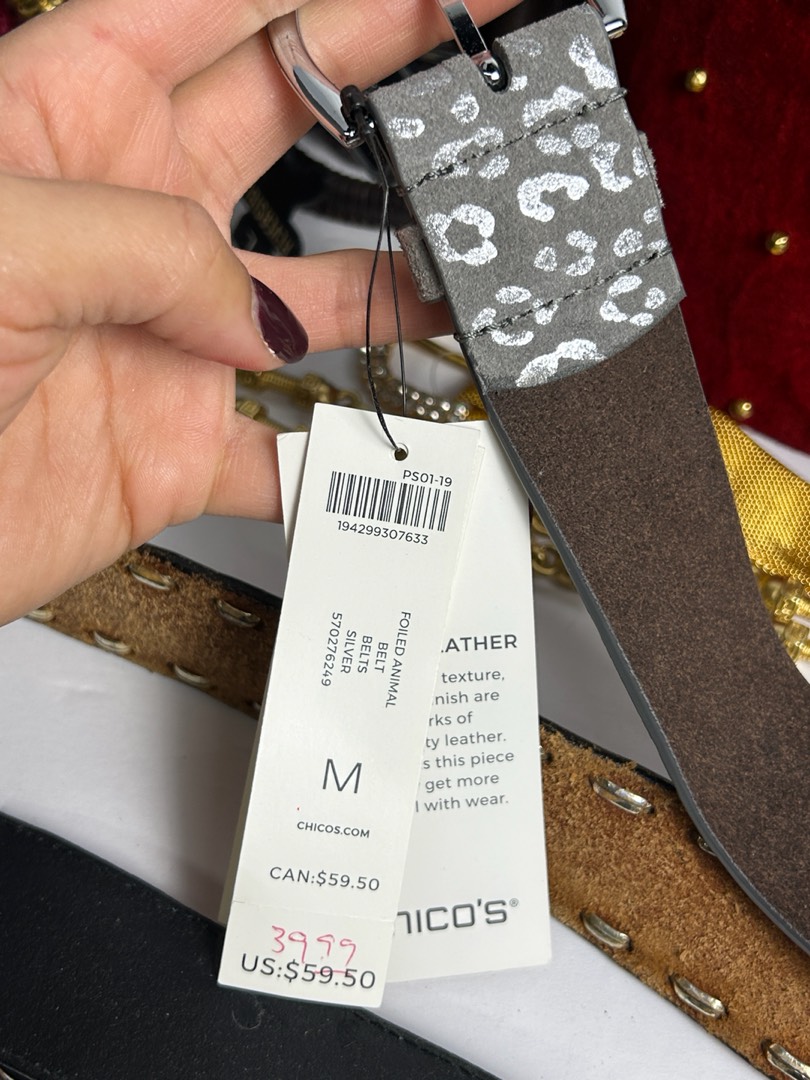 PS01-19
194299307633
FOILED ANIMAL
BELT
BELTS
SILVER
570276249
M
CHICOS.COM
CAN:$59.50
39.99
US:$59.50
ATHER
texture,
nish are
rks of
ty leather.
s this piece
get more
with wear.
HICO'S®